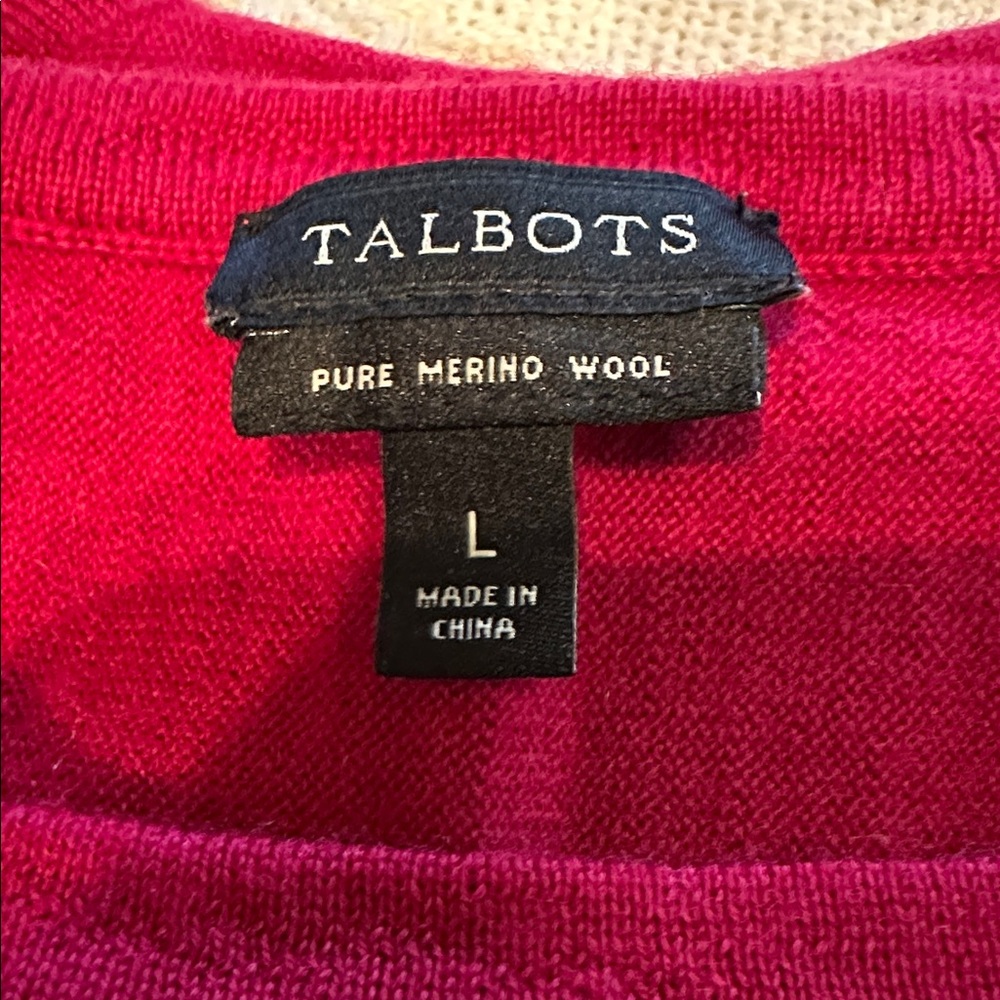 TALBOTS
PURE MERINO WOOL
L
MADE IN
CHINA